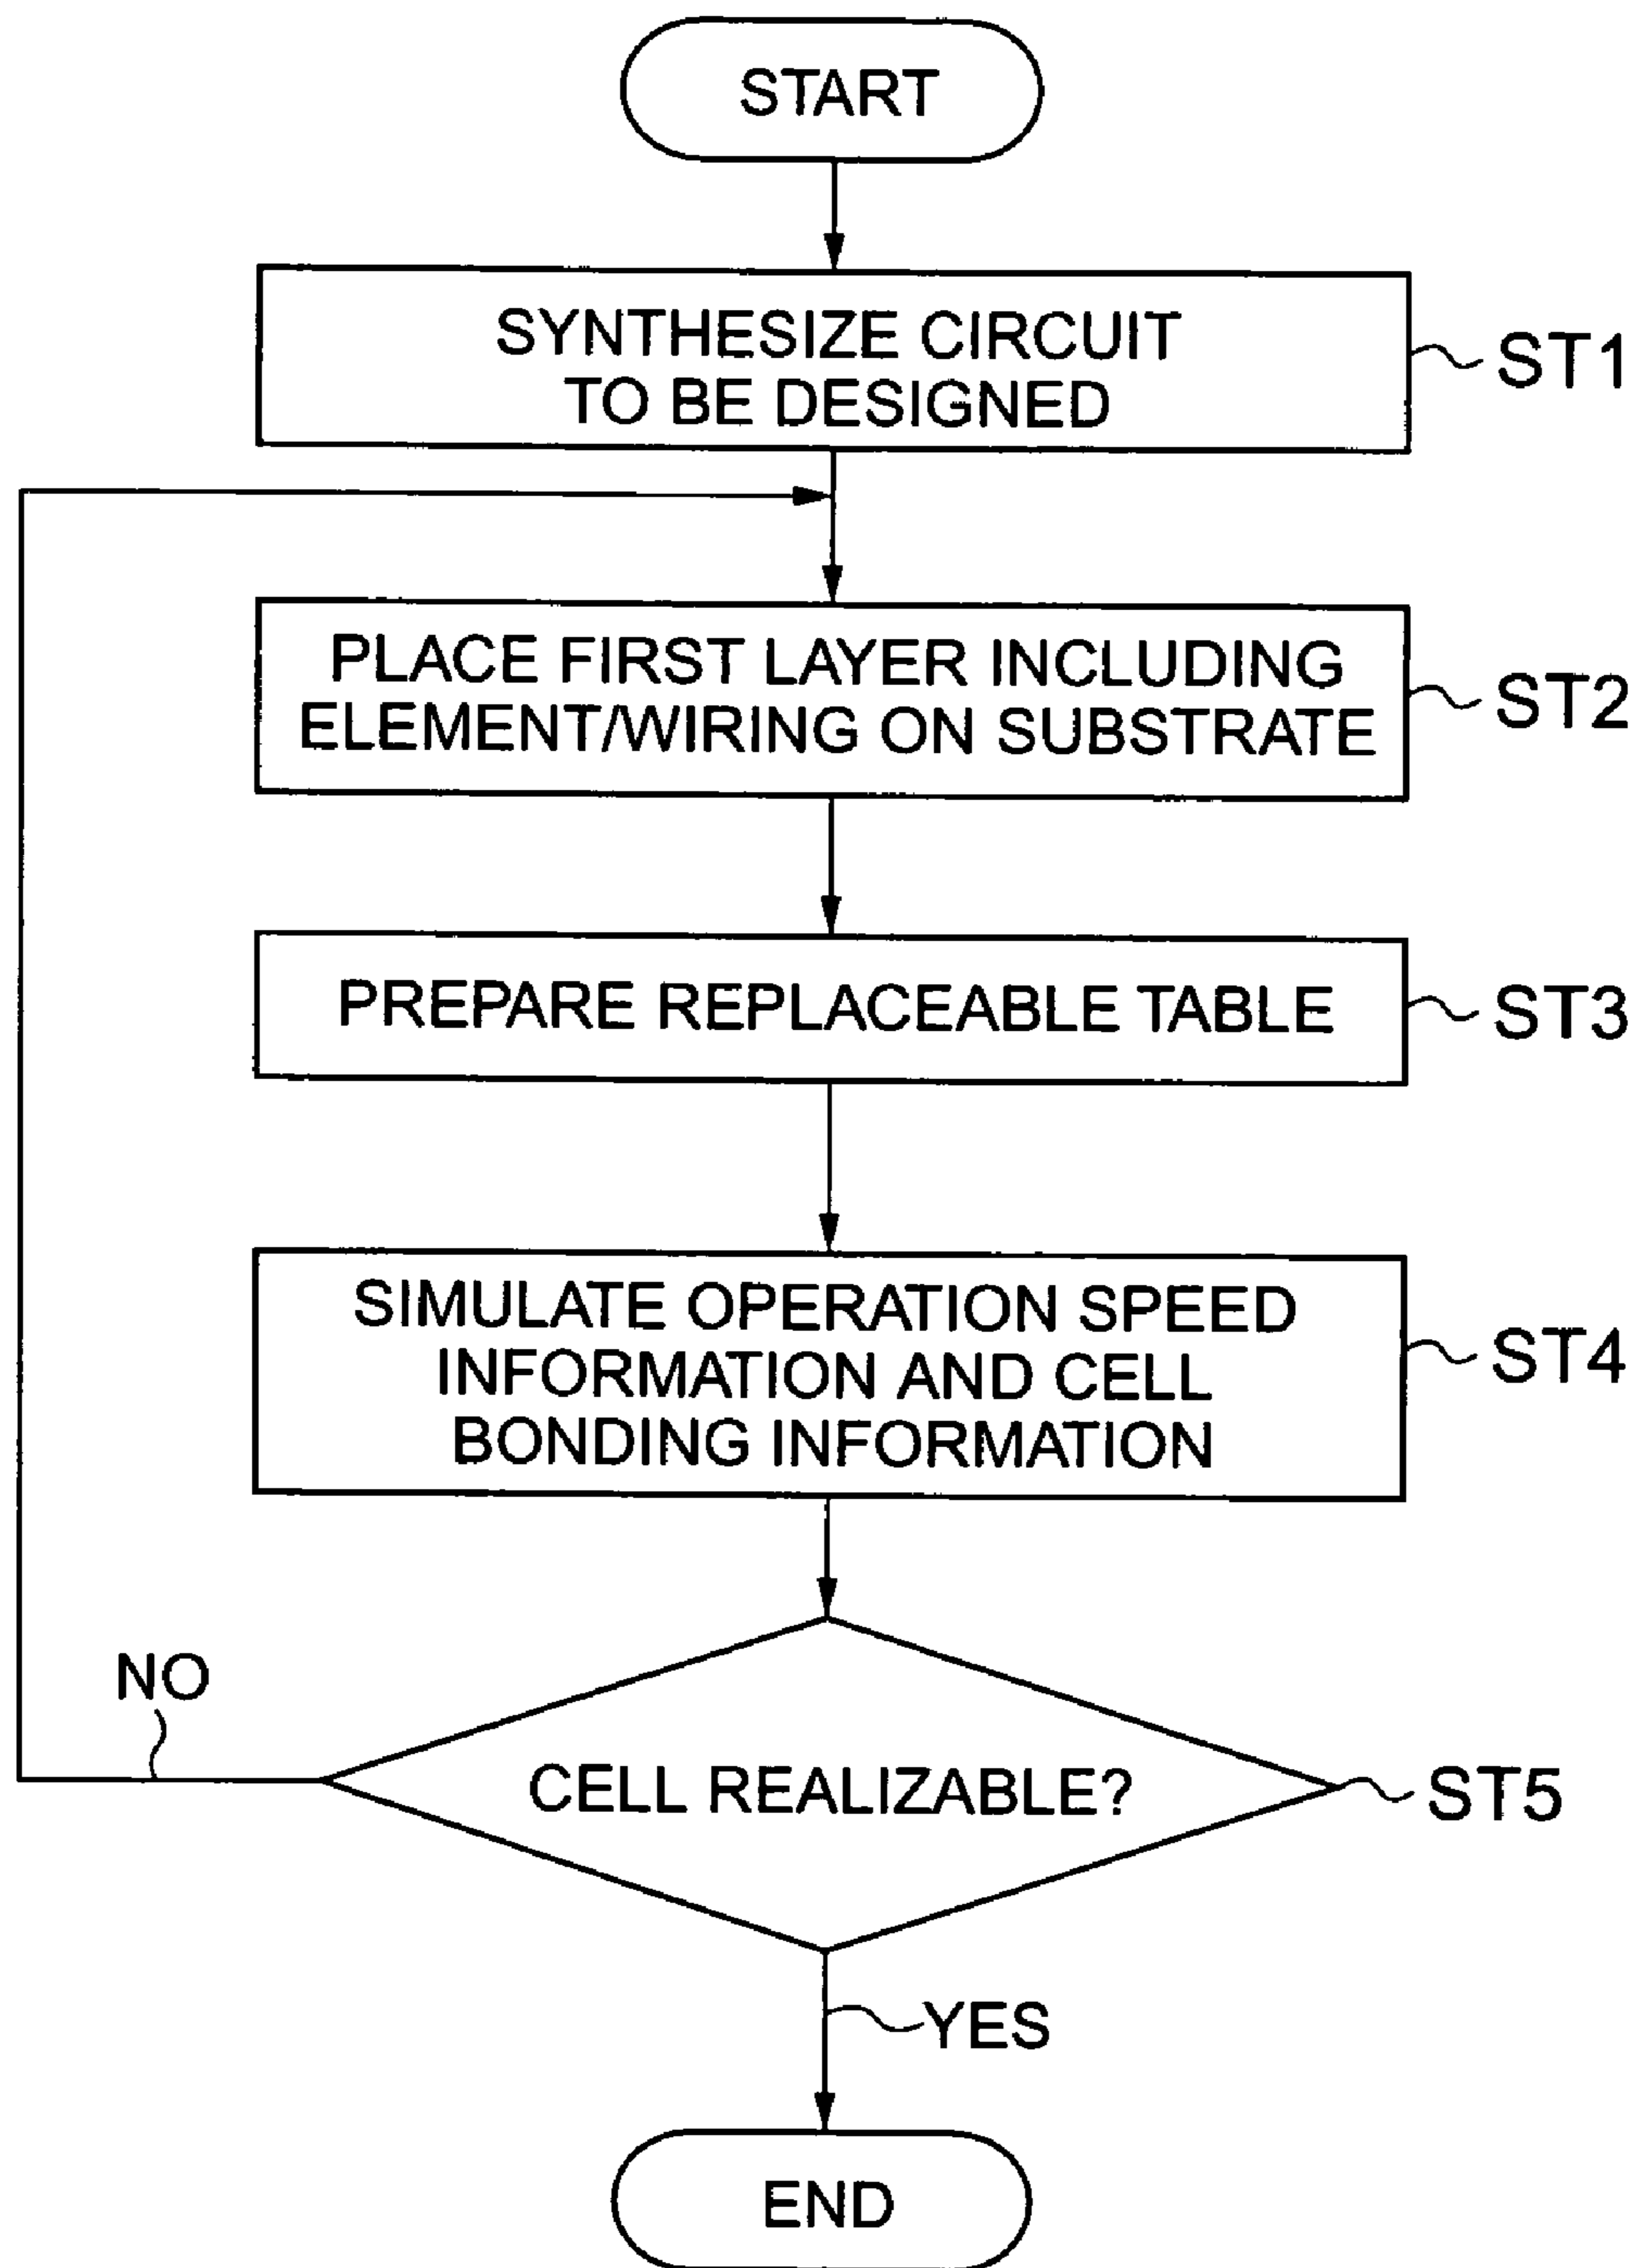 START
SYNTHESIZE CIRCUIT
TO BE DESIGNED
ST1
PLACE FIRST LAYER INCLUDING
ELEMENT/WIRING ON SUBSTRATE
ST2
PREPARE REPLACEABLE TABLE
ST3
SIMULATE OPERATION SPEED
INFORMATION AND CELL
BONDING INFORMATION
ST4
NO
CELL REALIZABLE?
ST5
YES
END